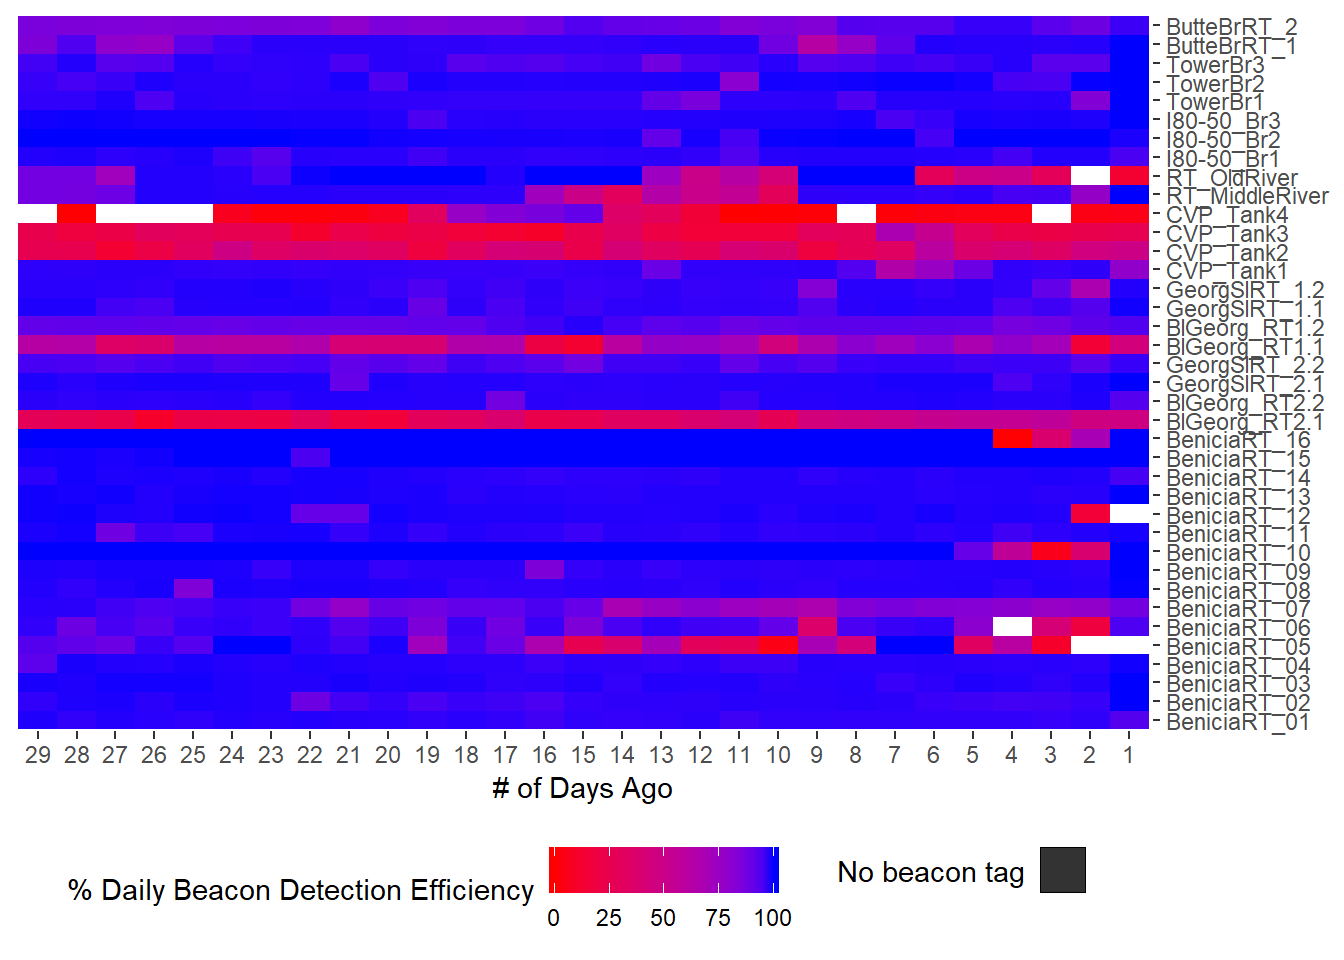 ButteBrRT_2
ButteBrRT_1
TowerBr3
TowerBr2
TowerBr1
I80-50_Br3
I80-50_Br2
I80-50_Br1
RT_OldRiver
RT_MiddleRiver
CVP_Tank4
CVP_Tank3
CVP_Tank2
CVP_Tank1
GeorgSlRT_1.2
GeorgSlRT_1.1
BlGeorg_RT1.2
BlGeorg_RT1.1
GeorgSlRT_2.2
GeorgSlRT_2.1
BlGeorg_RT2.2
BlGeorg_RT2.1
BeniciaRT_16
BeniciaRT_15
BeniciaRT_14
BeniciaRT_13
BeniciaRT_12
BeniciaRT_11
BeniciaRT_10
BeniciaRT_09
BeniciaRT_08
BeniciaRT_07
BeniciaRT_06
BeniciaRT_05
BeniciaRT_04
BeniciaRT_03
BeniciaRT_02
BeniciaRT_01
29 28 27 26 25 24 23 22 21 20 19 18 17 16 15 14 13 12 11 10 9 8 7 6 5 4 3 2 1
# of Days Ago
% Daily Beacon Detection Efficiency
0 25 50 75 100
No beacon tag